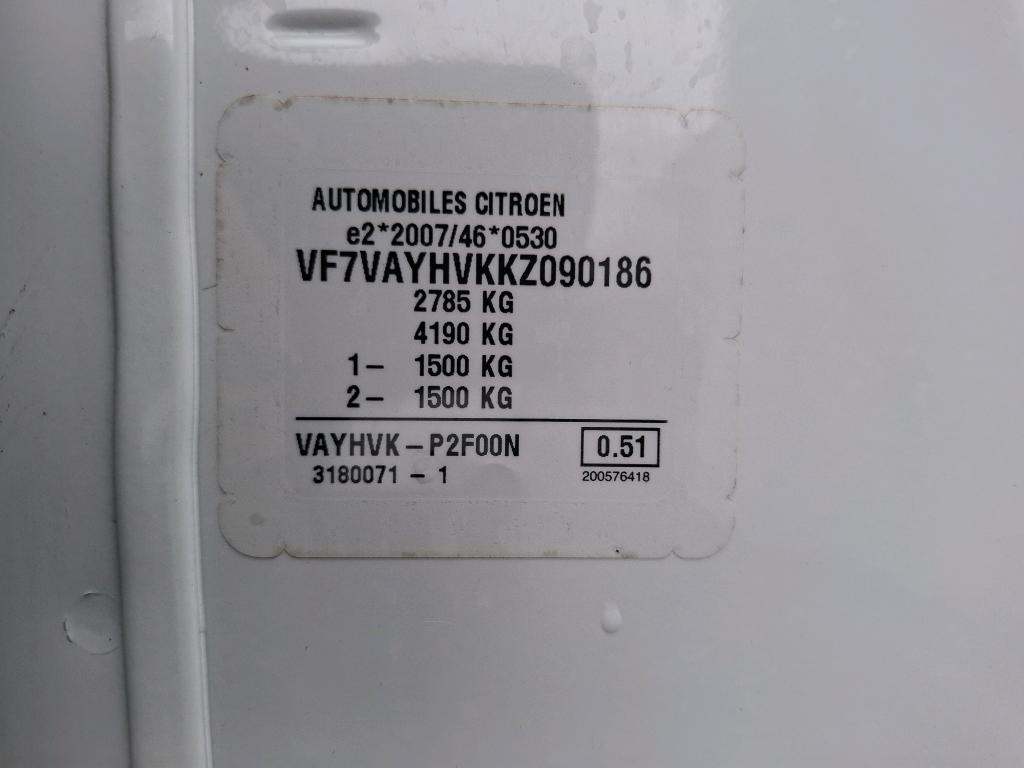 AUTOMOBILES CITROEN
e2*2007/46*0530
VF7VAYHVKKZ090186
2785 KG
4190 KG
1- 1500 KG
2- 1500 KG
VAYHVK-P2F00N 0.51
3180071 - 1 200576418